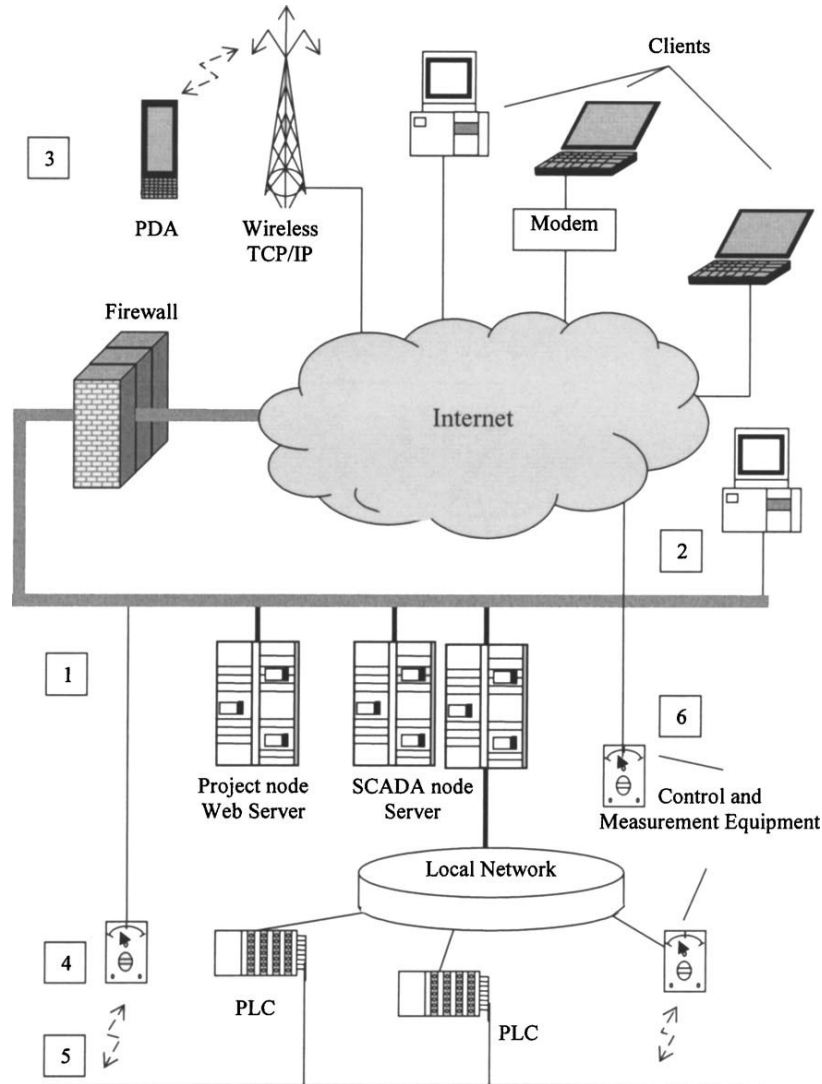 Clients
3
PDA
Wireless
TCP/IP
Modem
Firewall
Internet
2
1
6
Project node
Web Server
SCADA node
Server
Control and
Measurement Equipment
Local Network
4
PLC
PLC
5